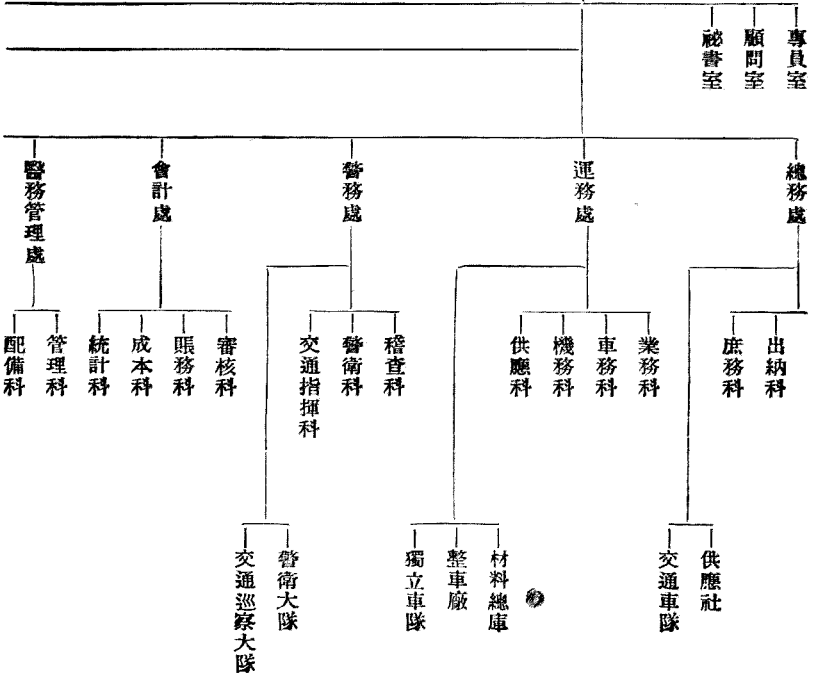 專員室
顧問室
祕書室
總務處
運務處
警務處
會計處
醫務管理處
出納科
庶務科
業務科
車務科
機務科
供應科
稽查科
警衛科
交通指揮科
審核科
賬務科
成本科
統計科
管理科
配備科
供應社
交通車隊
材料總庫
整車廠
獨立車隊
警衛大隊
交通巡察大隊